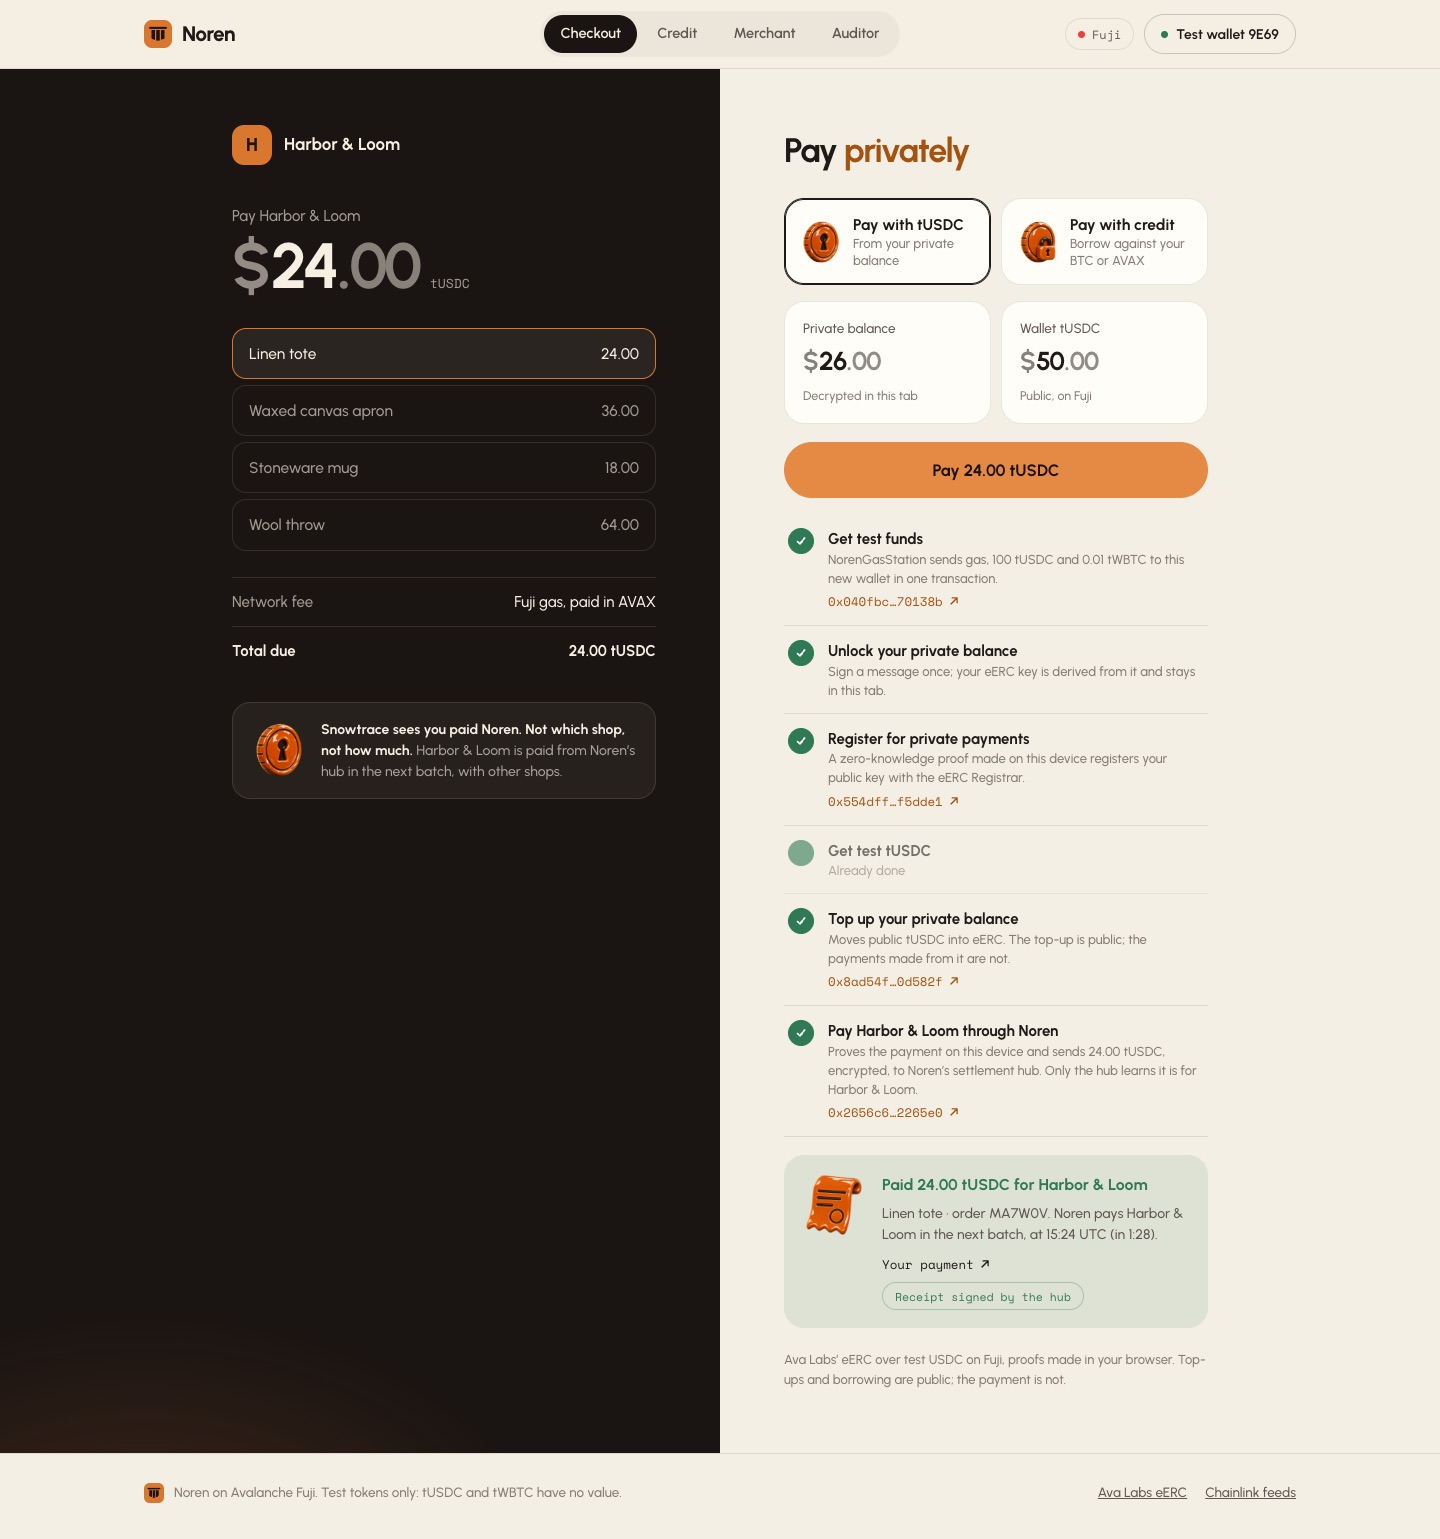 Noren
Checkout
Credit
Merchant
Auditor
Fuji
Test wallet 9E69
H
Harbor & Loom
Pay Harbor & Loom
$24.00 tUSDC
Linen tote 24.00
Waxed canvas apron 36.00
Stoneware mug 18.00
Wool throw 64.00
Network fee Fuji gas, paid in AVAX
Total due 24.00 tUSDC
Snowtrace sees you paid Noren. Not which shop,
not how much. Harbor & Loom is paid from Noren's
hub in the next batch, with other shops.
Pay privately
Pay with tUSDC
From your private
balance
Pay with credit
Borrow against your
BTC or AVAX
Private balance
$26.00
Decrypted in this tab
Wallet tUSDC
$50.00
Public, on Fuji
Pay 24.00 tUSDC
Get test funds
NorenGasStation sends gas, 100 tUSDC and 0.01 tWBTC to this
new wallet in one transaction.
0x040fbc…70138b ↗
Unlock your private balance
Sign a message once; your eERC key is derived from it and stays
in this tab.
Register for private payments
A zero-knowledge proof made on this device registers your
public key with the eERC Registrar.
0x554dff…f5dde1 ↗
Get test tUSDC
Already done
Top up your private balance
Moves public tUSDC into eERC. The top-up is public; the
payments made from it are not.
0x8ad54f…0d582f ↗
Pay Harbor & Loom through Noren
Proves the payment on this device and sends 24.00 tUSDC,
encrypted, to Noren's settlement hub. Only the hub learns it is for
Harbor & Loom.
0x2656c6…2265e0 ↗
Paid 24.00 tUSDC for Harbor & Loom
Linen tote · order MA7W0V. Noren pays Harbor &
Loom in the next batch, at 15:24 UTC (in 1:28).
Your payment ↗
Receipt signed by the hub
Ava Labs' eERC over test USDC on Fuji, proofs made in your browser. Top-
ups and borrowing are public; the payment is not.
Noren on Avalanche Fuji. Test tokens only: tUSDC and tWBTC have no value.
Ava Labs eERC
Chainlink feeds